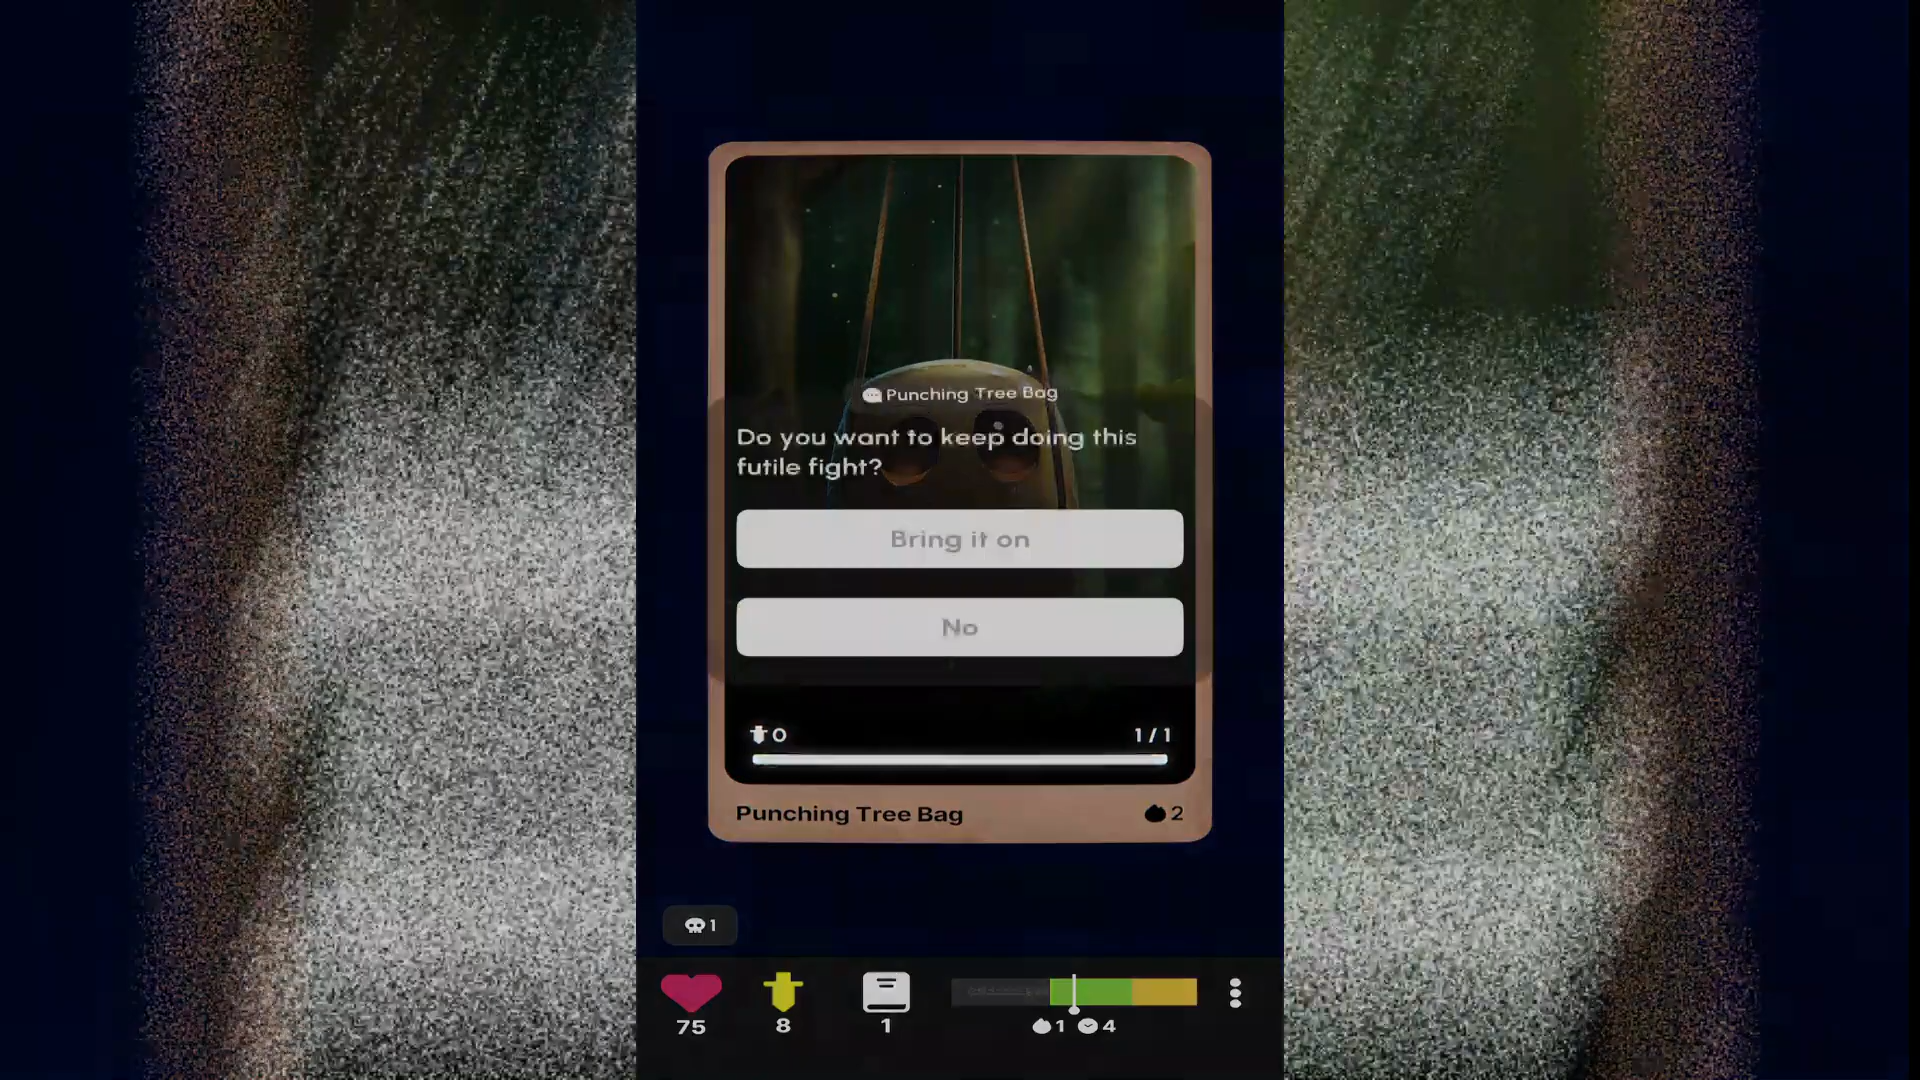 Punching Tree Bag
Do you want to keep doing this
futile fight?
Bring it on
No
0
1 / 1
Punching Tree Bag
2
1
75
8
1
1
4